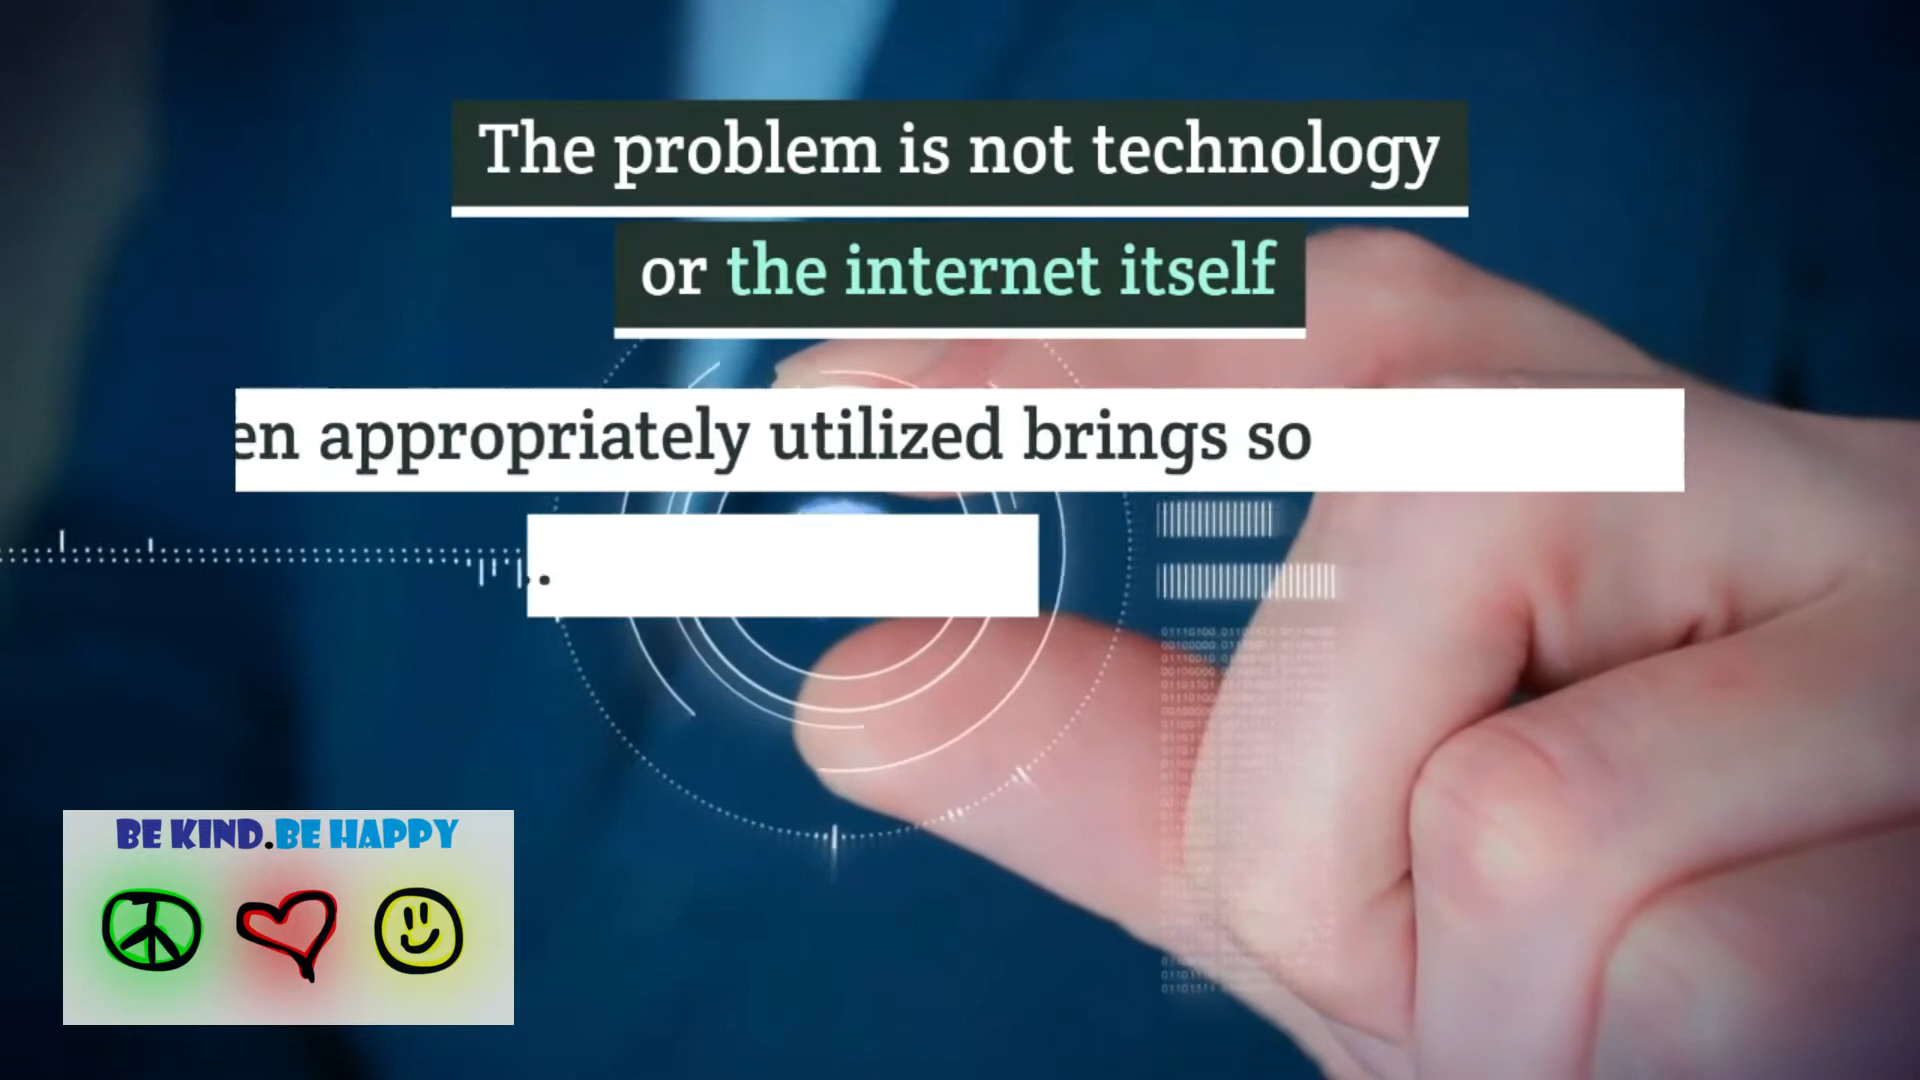 The problem is not technology
or the internet itself
en appropriately utilized brings so
.
BE KIND.BE HAPPY